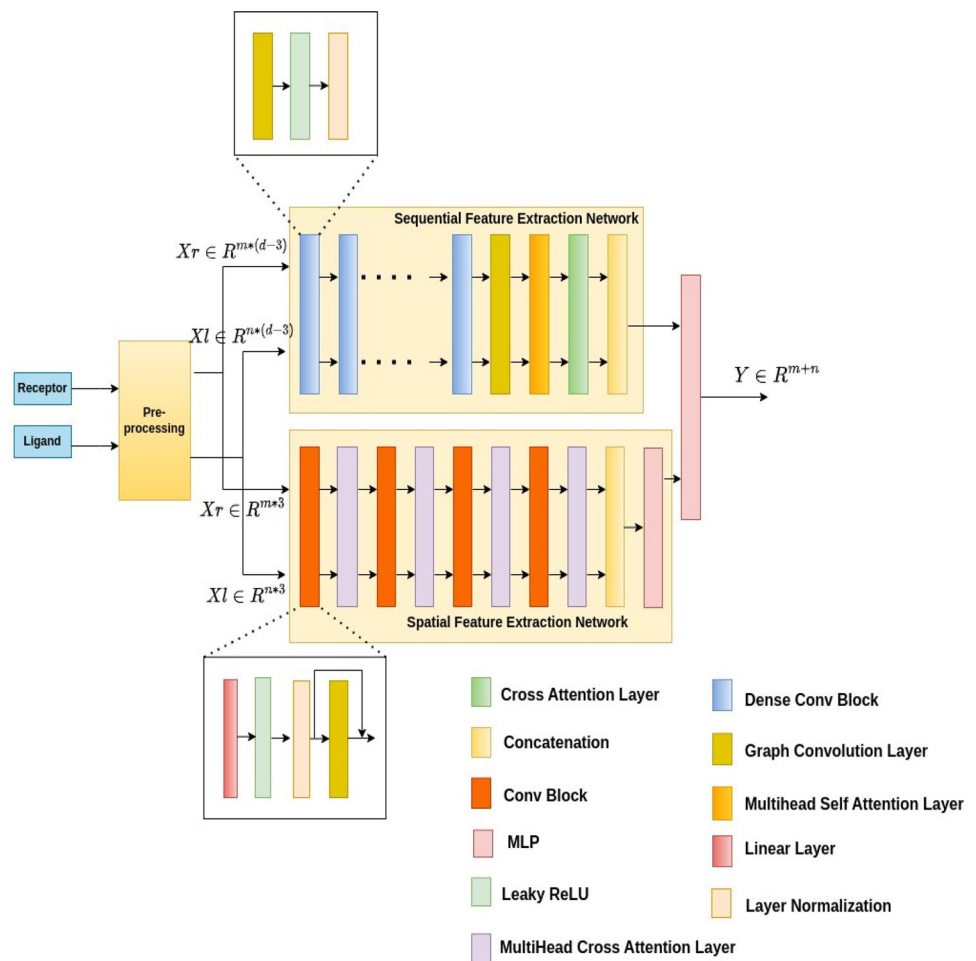 Sequential Feature Extraction Network
Xr ∈ R^{m*(d−3)}
Xl ∈ R^{n*(d−3)}
Receptor
Ligand
Pre-
processing
Y ∈ R^{m+n}
Xr ∈ R^{m*3}
Xl ∈ R^{n*3}
Spatial Feature Extraction Network
Cross Attention Layer
Concatenation
Conv Block
MLP
Leaky ReLU
MultiHead Cross Attention Layer
Dense Conv Block
Graph Convolution Layer
Multihead Self Attention Layer
Linear Layer
Layer Normalization